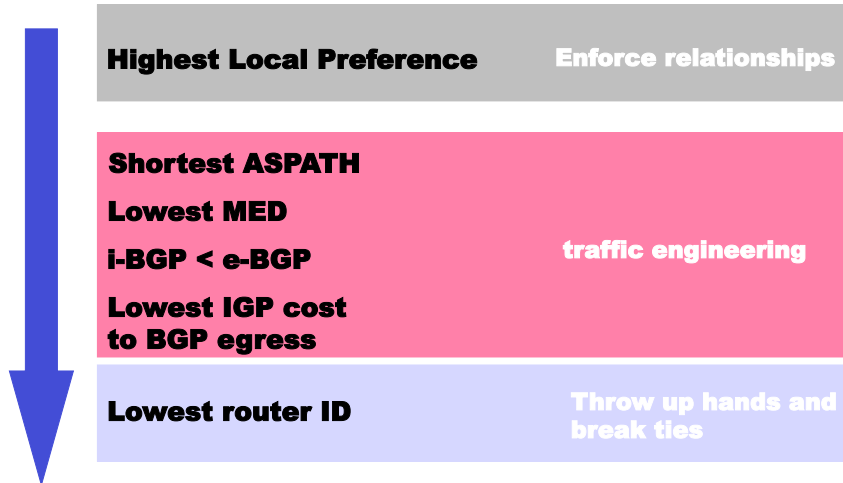 Highest Local Preference
Enforce relationships
Shortest ASPATH
Lowest MED
i-BGP < e-BGP
traffic engineering
Lowest IGP cost
to BGP egress
Lowest router ID
Throw up hands and
break ties